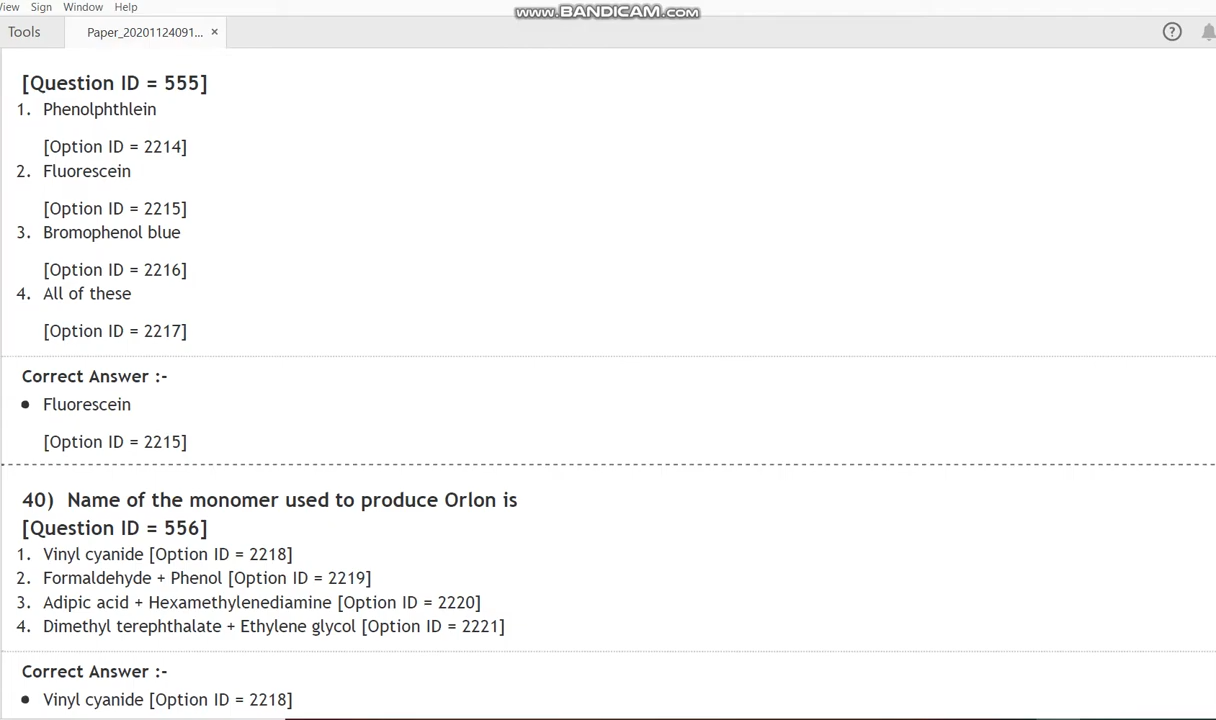 View Sign Window Help
www.BANDICAM.com
Tools Paper_20201124091... ×
?
[Question ID = 555]
1. Phenolphthlein
[Option ID = 2214]
2. Fluorescein
[Option ID = 2215]
3. Bromophenol blue
[Option ID = 2216]
4. All of these
[Option ID = 2217]
Correct Answer :-
• Fluorescein
[Option ID = 2215]
40) Name of the monomer used to produce Orlon is
[Question ID = 556]
1. Vinyl cyanide [Option ID = 2218]
2. Formaldehyde + Phenol [Option ID = 2219]
3. Adipic acid + Hexamethylenediamine [Option ID = 2220]
4. Dimethyl terephthalate + Ethylene glycol [Option ID = 2221]
Correct Answer :-
• Vinyl cyanide [Option ID = 2218]